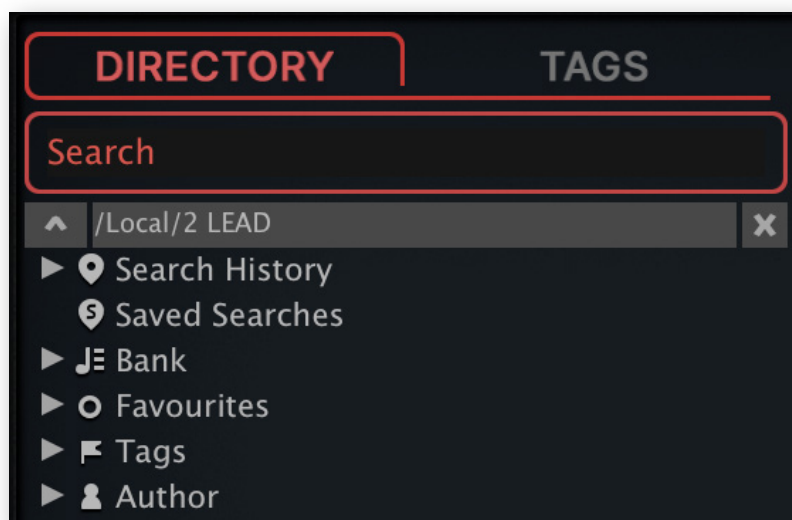 DIRECTORY TAGS
Search
/Local/2 LEAD
Search History
Saved Searches
Bank
Favourites
Tags
Author